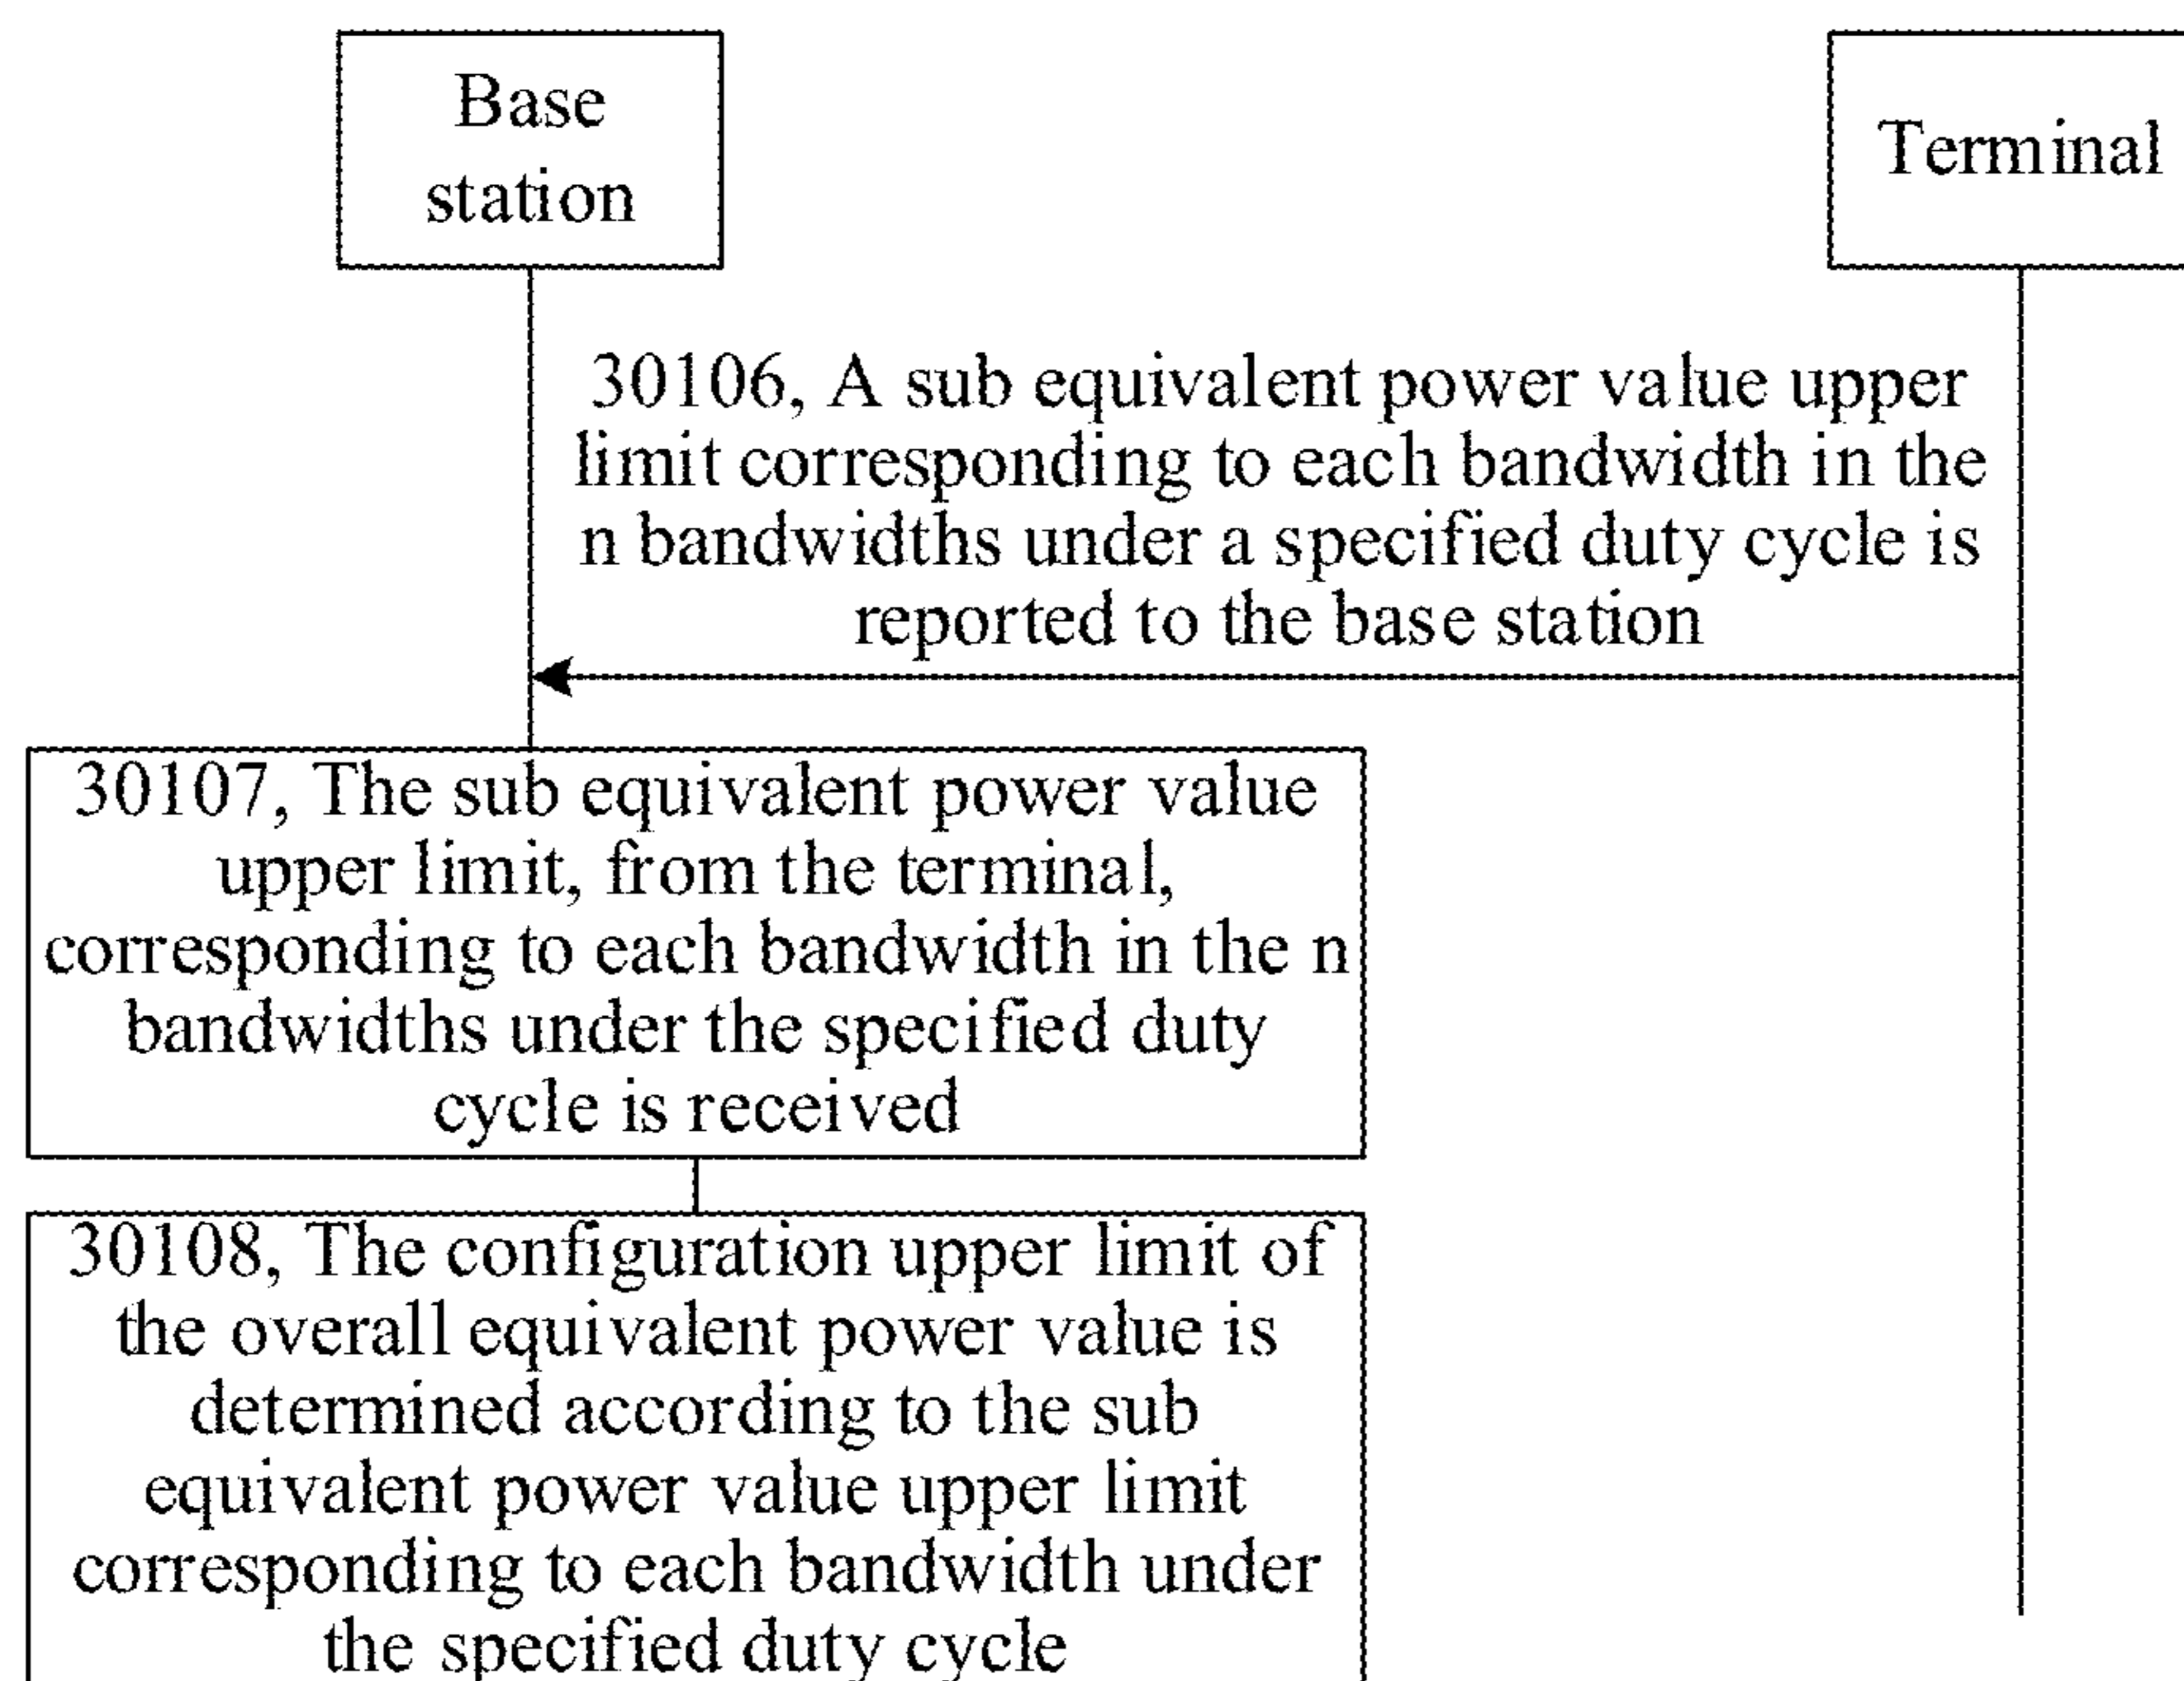 Base
station
Terminal
30106, A sub equivalent power value upper
limit corresponding to each bandwidth in the
n bandwidths under a specified duty cycle is
reported to the base station
30107, The sub equivalent power value
upper limit, from the terminal,
corresponding to each bandwidth in the n
bandwidths under the specified duty
cycle is received
30108, The configuration upper limit of
the overall equivalent power value is
determined according to the sub
equivalent power value upper limit
corresponding to each bandwidth under
the specified duty cycle